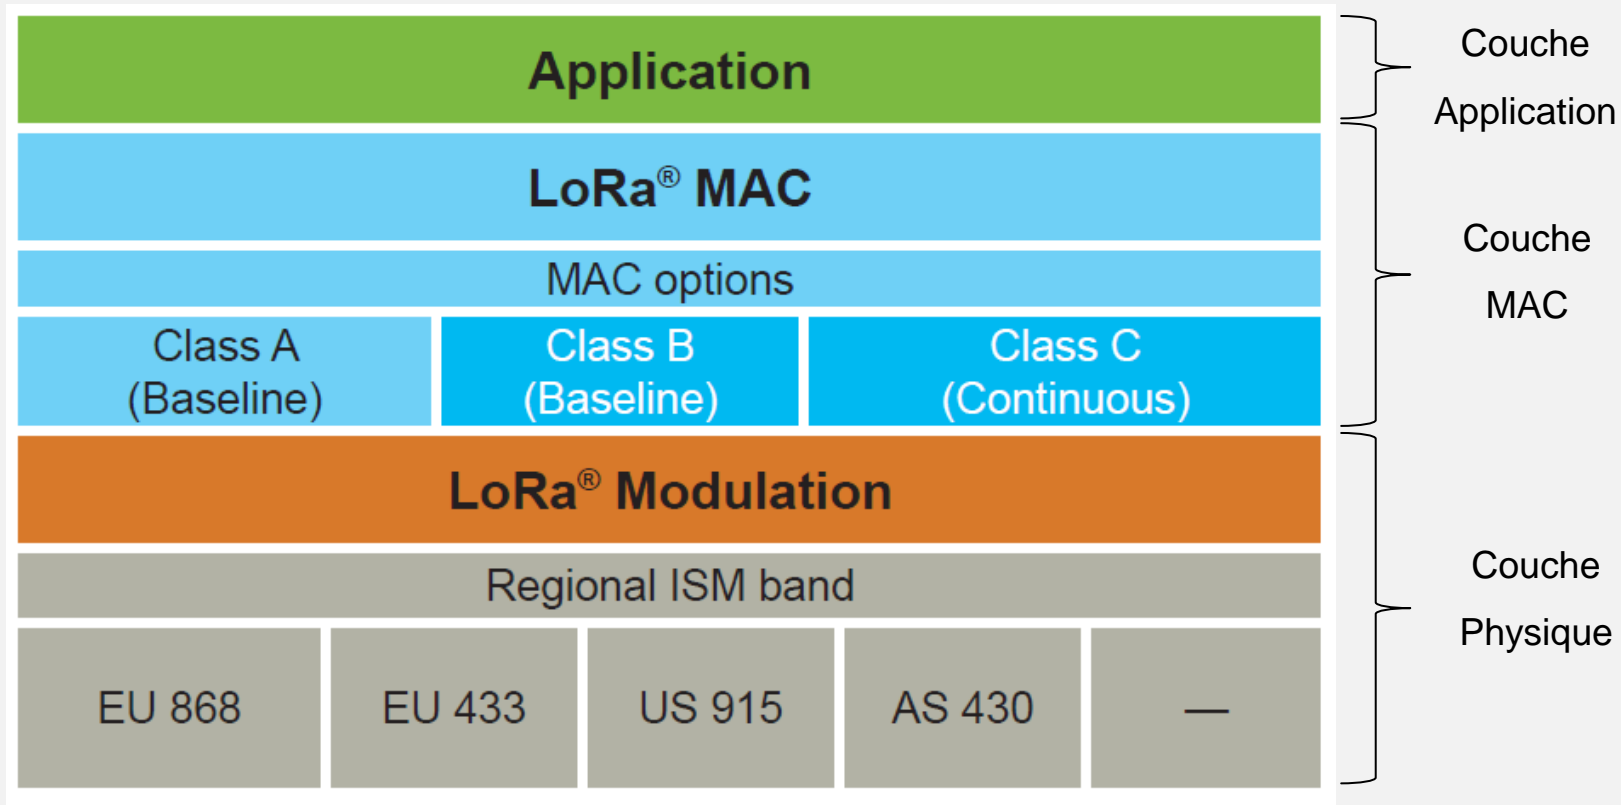 Application
Couche
Application
LoRa® MAC
MAC options
Couche
MAC
Class A
(Baseline)
Class B
(Baseline)
Class C
(Continuous)
LoRa® Modulation
Regional ISM band
Couche
Physique
EU 868
EU 433
US 915
AS 430
—